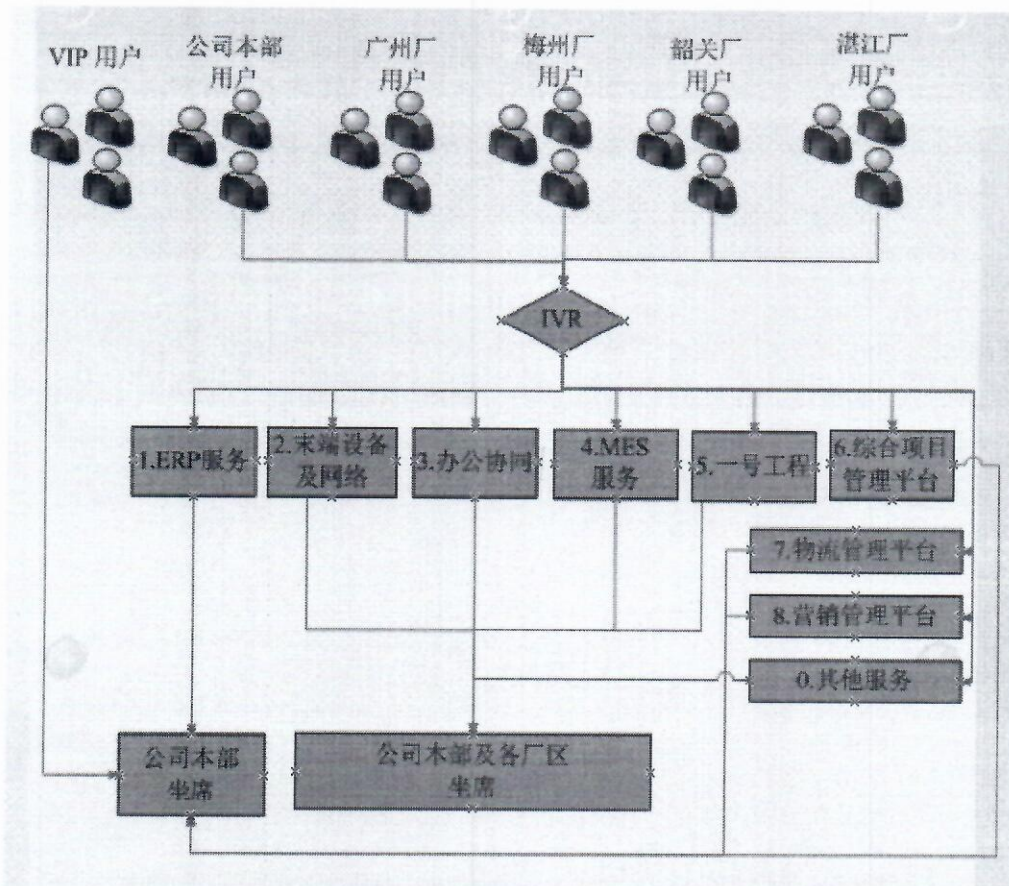 VIP 用户
公司本部
用户
广州厂
用户
梅州厂
用户
韶关厂
用户
湛江厂
用户
IVR
1.ERP服务
2.末端设备
及网络
3.办公协同
4.MES
服务
5.一号工程
6.综合项目
管理平台
7.物流管理平台
8.营销管理平台
0.其他服务
公司本部
坐席
公司本部及各厂区
坐席